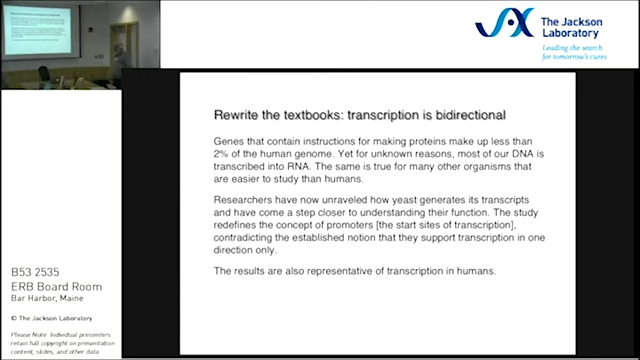 The Jackson
Laboratory
Leading the search
for tomorrow's cures
Rewrite the textbooks: transcription is bidirectional
Genes that contain instructions for making proteins make up less than
2% of the human genome. Yet for unknown reasons, most of our DNA is
transcribed into RNA. The same is true for many other organisms that
are easier to study than humans.
Researchers have now unraveled how yeast generates its transcripts
and have come a step closer to understanding their function. The study
redefines the concept of promoters [the start sites of transcription],
contradicting the established notion that they support transcription in one
direction only.
The results are also representative of transcription in humans.
B53 2535
ERB Board Room
Bar Harbor, Maine
© The Jackson Laboratory
Please Note: Individual presenters
retain full copyright on presentation
content, slides, and other data.